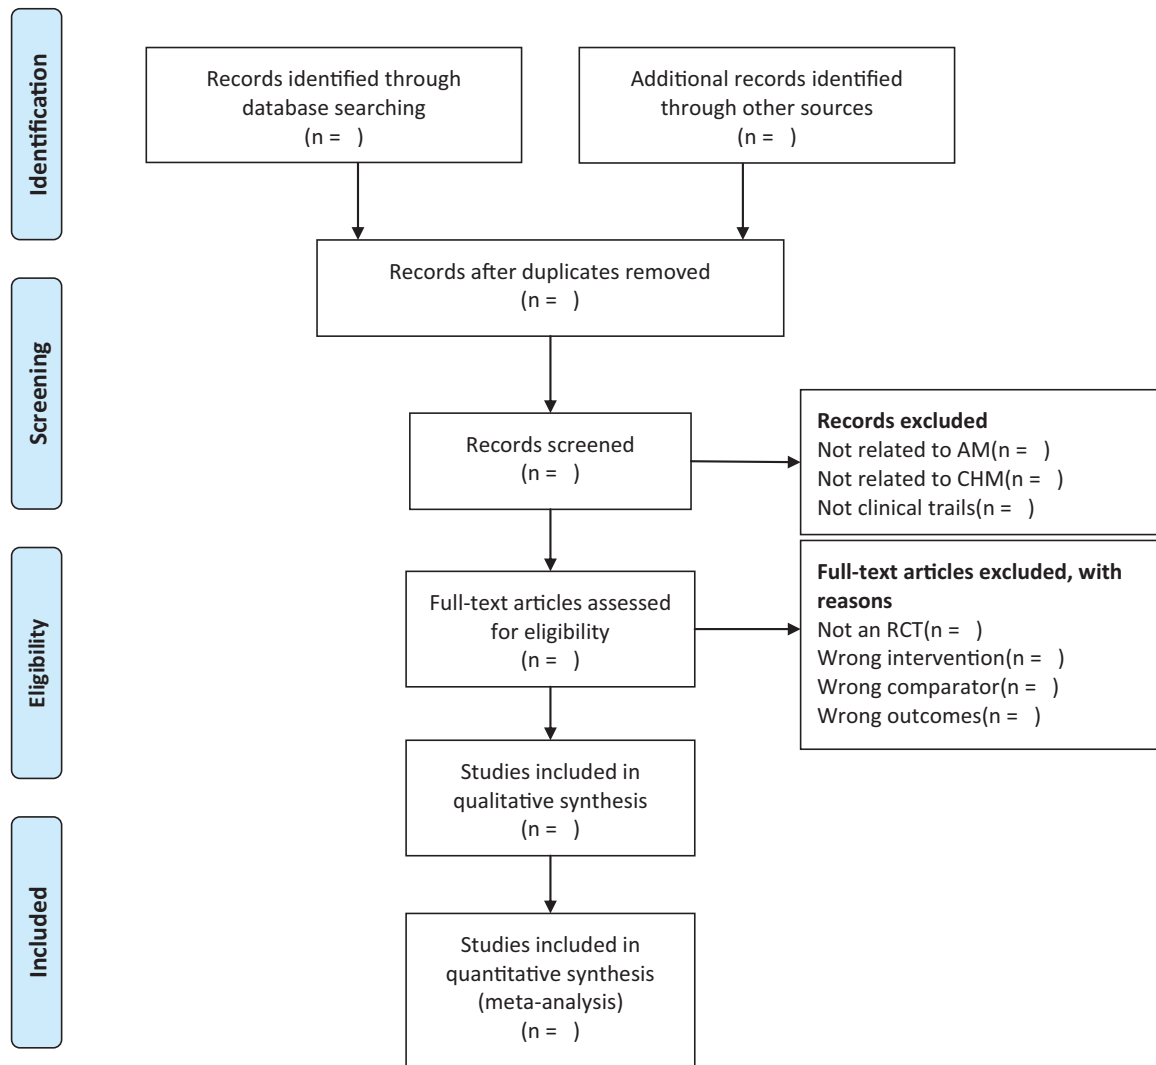 Identification
Records identified through
database searching
(n =   )
Additional records identified
through other sources
(n =   )
Records after duplicates removed
(n =   )
Screening
Records screened
(n =   )
Records excluded
Not related to AM(n =   )
Not related to CHM(n =   )
Not clinical trails(n =   )
Eligibility
Full-text articles assessed
for eligibility
(n =   )
Full-text articles excluded, with
reasons
Not an RCT(n =   )
Wrong intervention(n =   )
Wrong comparator(n =   )
Wrong outcomes(n =   )
Studies included in
qualitative synthesis
(n =   )
Included
Studies included in
quantitative synthesis
(meta-analysis)
(n =   )